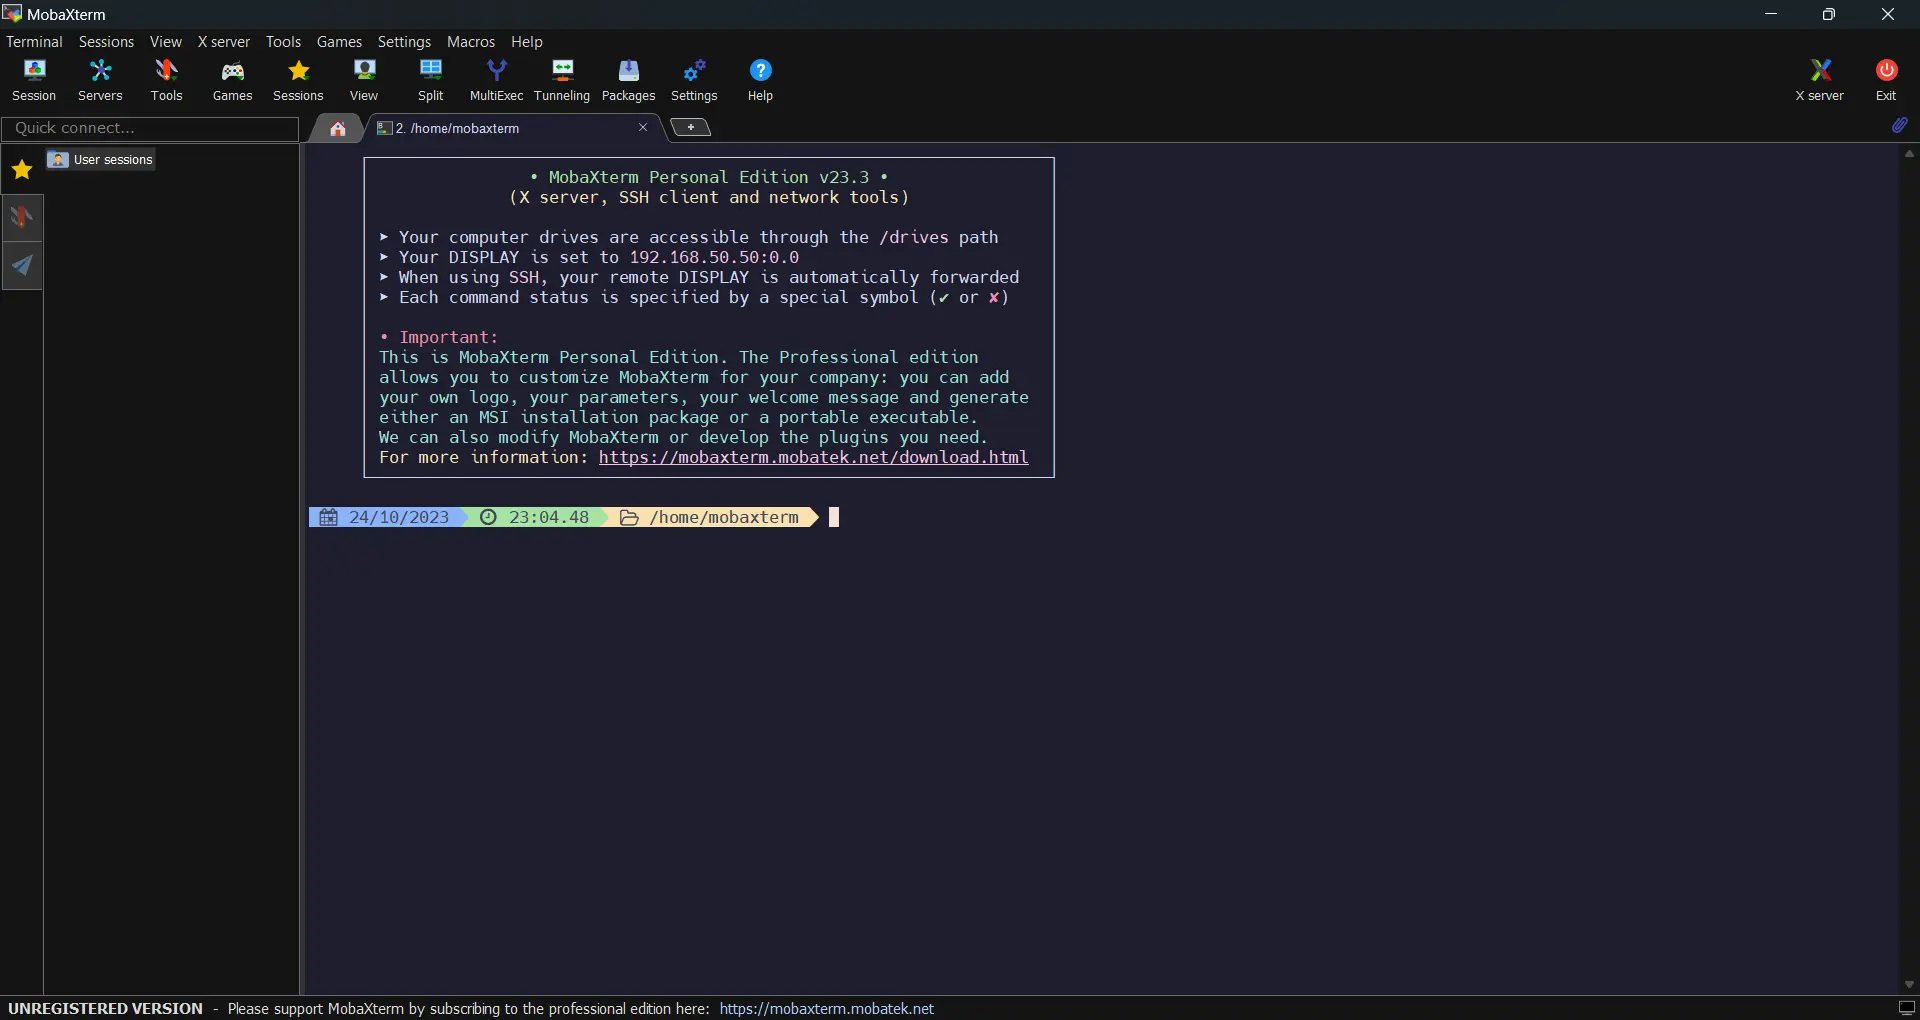 MobaXterm
Terminal Sessions View X server Tools Games Settings Macros Help
Session Servers Tools Games Sessions View Split MultiExec Tunneling Packages Settings Help X server Exit
Quick connect...
2. /home/mobaxterm
User sessions
• MobaXterm Personal Edition v23.3 •
(X server, SSH client and network tools)
➤ Your computer drives are accessible through the /drives path
➤ Your DISPLAY is set to 192.168.50.50:0.0
➤ When using SSH, your remote DISPLAY is automatically forwarded
➤ Each command status is specified by a special symbol (✔ or ✘)
• Important:
This is MobaXterm Personal Edition. The Professional edition
allows you to customize MobaXterm for your company: you can add
your own logo, your parameters, your welcome message and generate
either an MSI installation package or a portable executable.
We can also modify MobaXterm or develop the plugins you need.
For more information: https://mobaxterm.mobatek.net/download.html
24/10/2023 23:04.48 /home/mobaxterm
UNREGISTERED VERSION - Please support MobaXterm by subscribing to the professional edition here: https://mobaxterm.mobatek.net